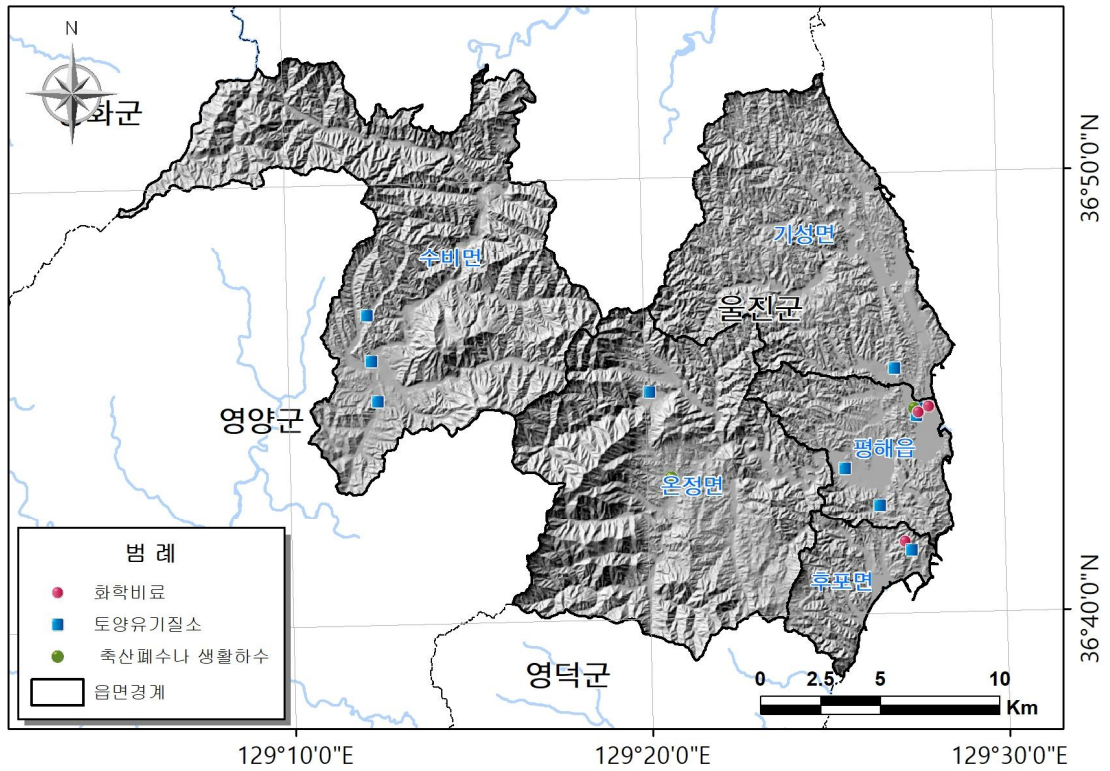 N
화군
수비면
기성면
울진군
영양군
평해읍
온정면
후포면
영덕군
범 례
화학비료
토양유기질소
축산폐수나 생활하수
읍면경계
0 2.5 5 10
Km
36°50'0"N
36°40'0"N
129°10'0"E
129°20'0"E
129°30'0"E